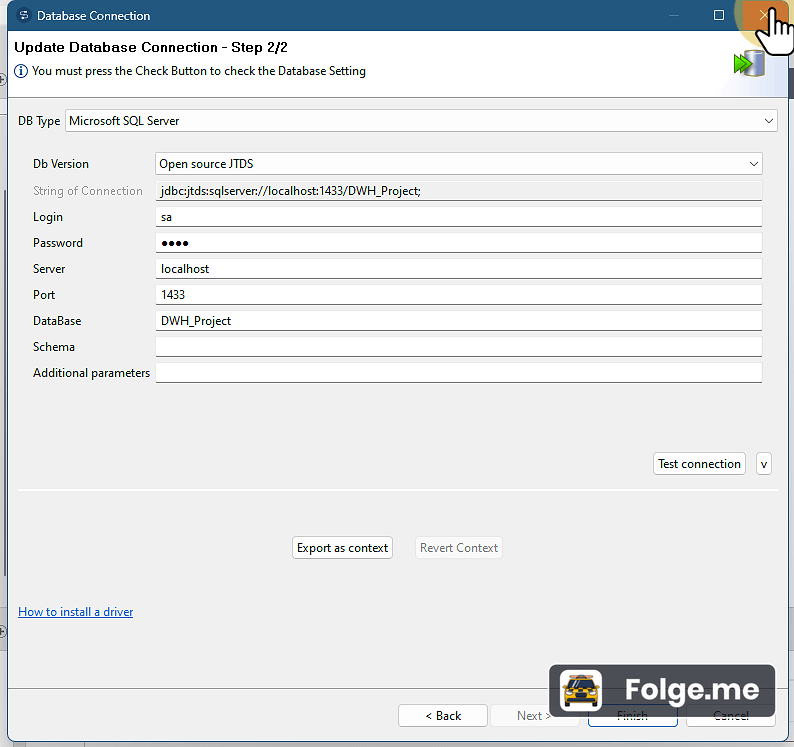 Database Connection
Update Database Connection - Step 2/2
You must press the Check Button to check the Database Setting
DB Type Microsoft SQL Server
Db Version Open source JTDS
String of Connection jdbc:jtds:sqlserver://localhost:1433/DWH_Project;
Login sa
Password ●●●●
Server localhost
Port 1433
DataBase DWH_Project
Schema
Additional parameters
Test connection v
Export as context Revert Context
How to install a driver
Folge.me
< Back Next > Finish Cancel